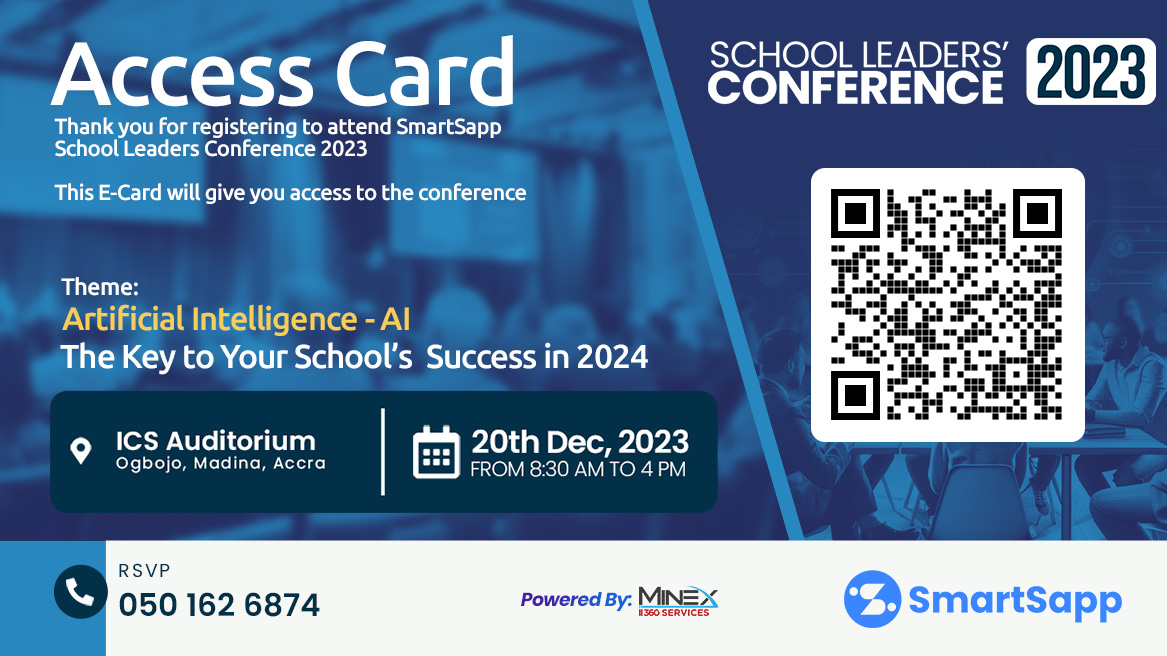 Access Card
Thank you for registering to attend SmartSapp
School Leaders Conference 2023
This E-Card will give you access to the conference
Theme:
Artificial Intelligence - AI
The Key to Your School’s Success in 2024
ICS Auditorium
Ogbojo, Madina, Accra
20th Dec, 2023
FROM 8:30 AM TO 4 PM
SCHOOL LEADERS’
CONFERENCE
2023
RSVP
050 162 6874
Powered By: MINEX
360 SERVICES
SmartSapp